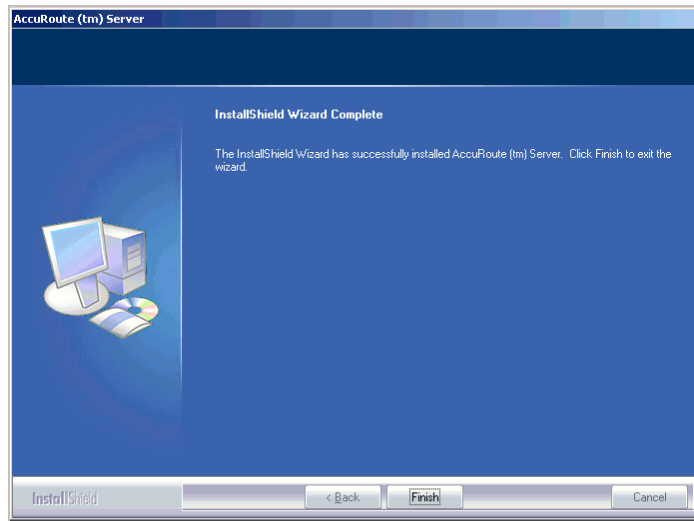 AccuRoute (tm) Server
InstallShield Wizard Complete
The InstallShield Wizard has successfully installed AccuRoute (tm) Server. Click Finish to exit the
wizard.
InstallShield
< Back
Finish
Cancel